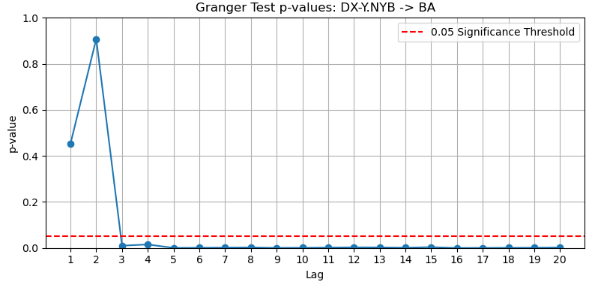 Granger Test p-values: DX-Y.NYB -> BA
1.0
0.8
0.6
0.4
0.2
0.0
p-value
0.05 Significance Threshold
1 2 3 4 5 6 7 8 9 10 11 12 13 14 15 16 17 18 19 20
Lag